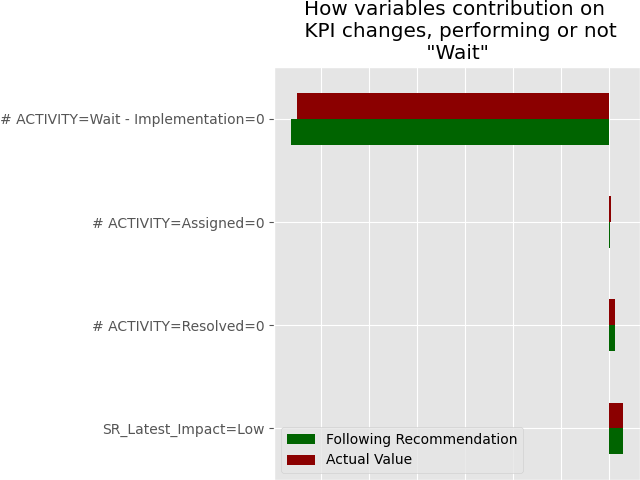 How variables contribution on
KPI changes, performing or not
"Wait"
# ACTIVITY=Wait - Implementation=0
# ACTIVITY=Assigned=0
# ACTIVITY=Resolved=0
SR_Latest_Impact=Low
Following Recommendation
Actual Value